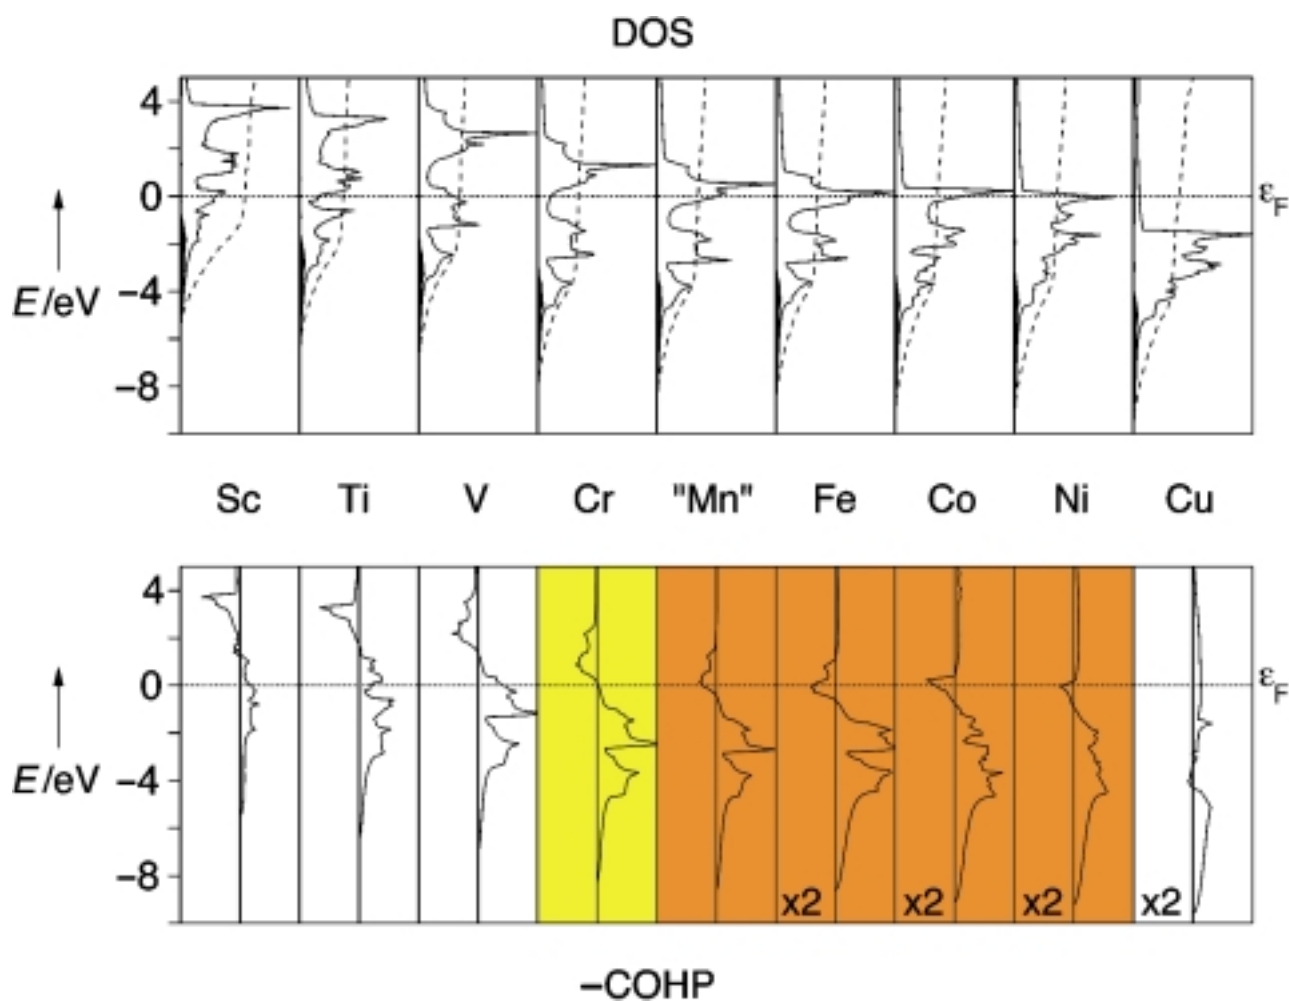 DOS
4
0
−4
−8
E/eV
εF
Sc Ti V Cr "Mn" Fe Co Ni Cu
4
0
−4
−8
E/eV
εF
x2 x2 x2 x2
−COHP